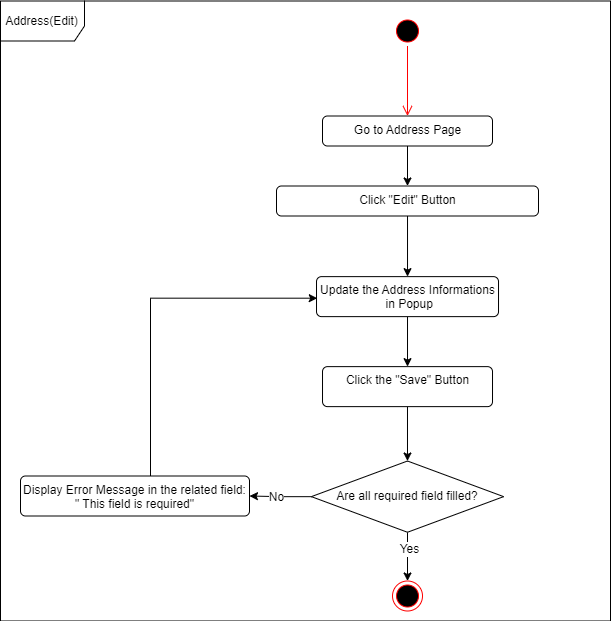 Address(Edit)
Go to Address Page
Click "Edit" Button
Update the Address Informations
in Popup
Click the "Save" Button
Are all required field filled?
No
Display Error Message in the related field:
" This field is required"
Yes